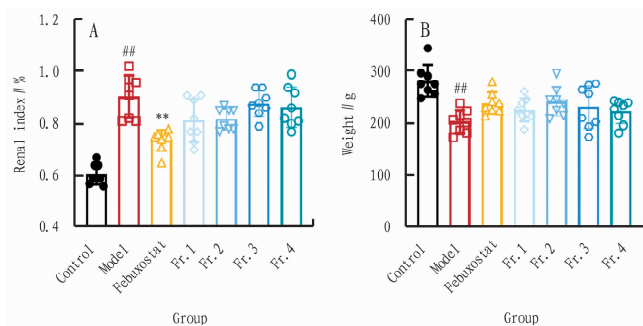 A
##
**
Renal index // %
1.2
1.0
0.8
0.6
0.4
Control
Model
Febuxostat
Fr.1
Fr.2
Fr.3
Fr.4
Group
B
##
Weight // g
400
300
200
100
0
Control
Model
Febuxostat
Fr.1
Fr.2
Fr.3
Fr.4
Group